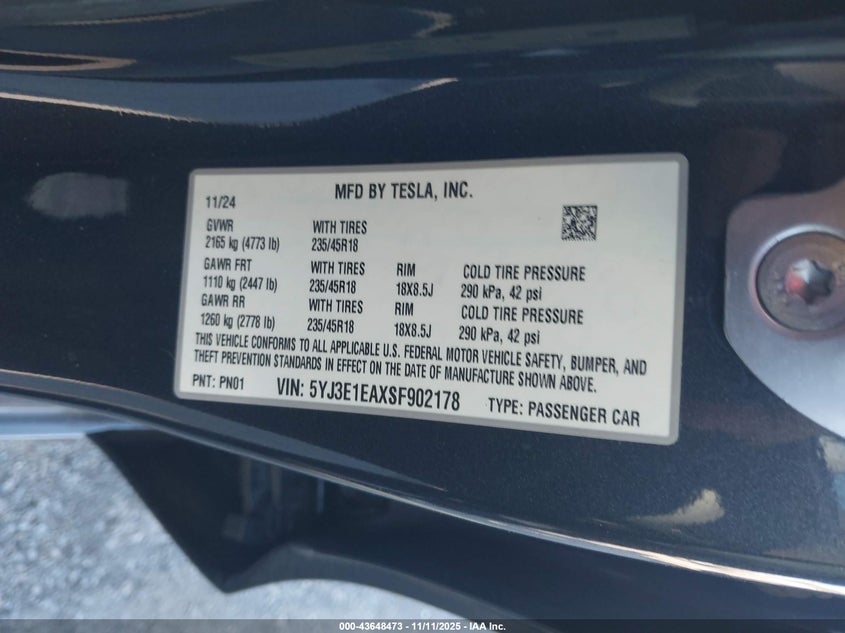 MFD BY TESLA, INC.
11/24
GVWR WITH TIRES
2165 kg (4773 lb) 235/45R18
GAWR FRT WITH TIRES RIM COLD TIRE PRESSURE
1110 kg (2447 lb) 235/45R18 18X8.5J 290 kPa, 42 psi
GAWR RR WITH TIRES RIM COLD TIRE PRESSURE
1260 kg (2778 lb) 235/45R18 18X8.5J 290 kPa, 42 psi
THIS VEHICLE CONFORMS TO ALL APPLICABLE U.S. FEDERAL MOTOR VEHICLE SAFETY, BUMPER, AND
THEFT PREVENTION STANDARDS IN EFFECT ON THE DATE OF MANUFACTURE SHOWN ABOVE.
PNT: PN01 VIN: 5YJ3E1EAXSF902178 TYPE: PASSENGER CAR
000-43648473 — 11/11/2025 — IAA Inc.